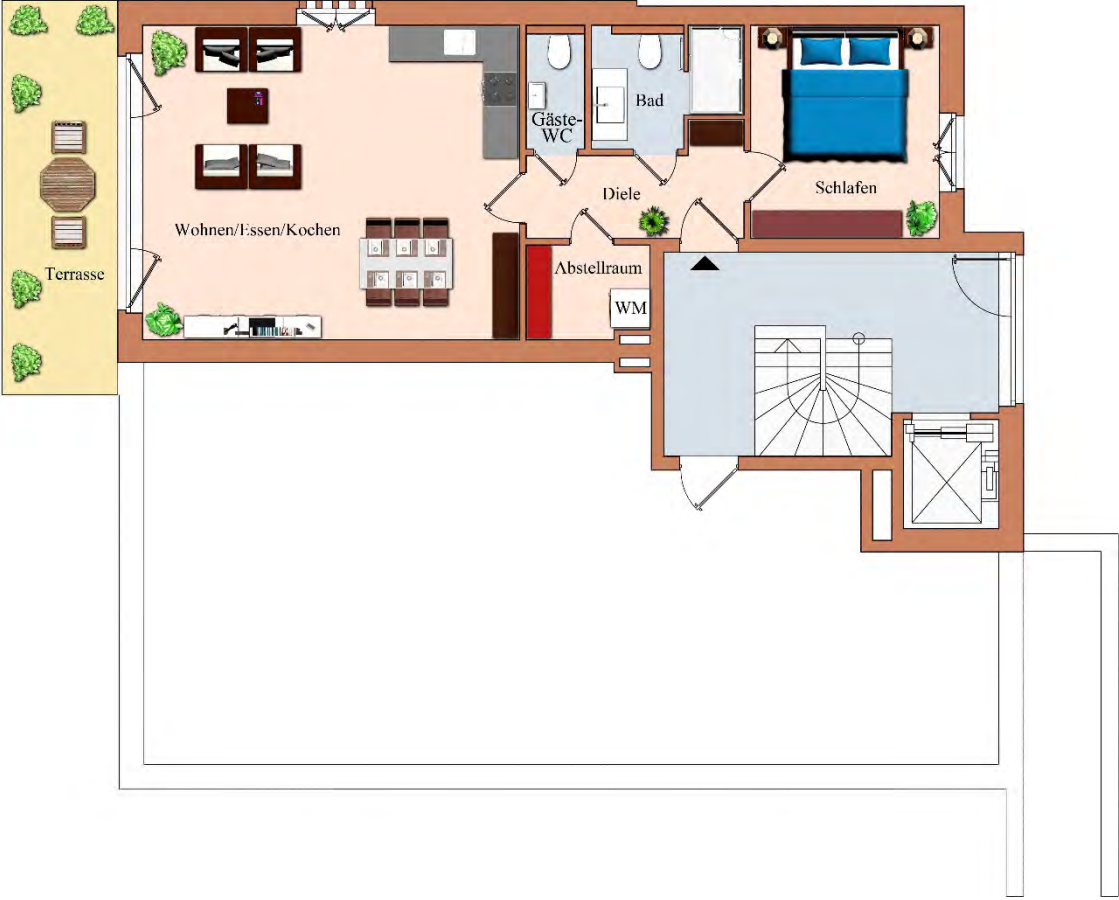 Gäste-
WC
Bad
Schlafen
Diele
Wohnen/Essen/Kochen
Terrasse
Abstellraum
WM